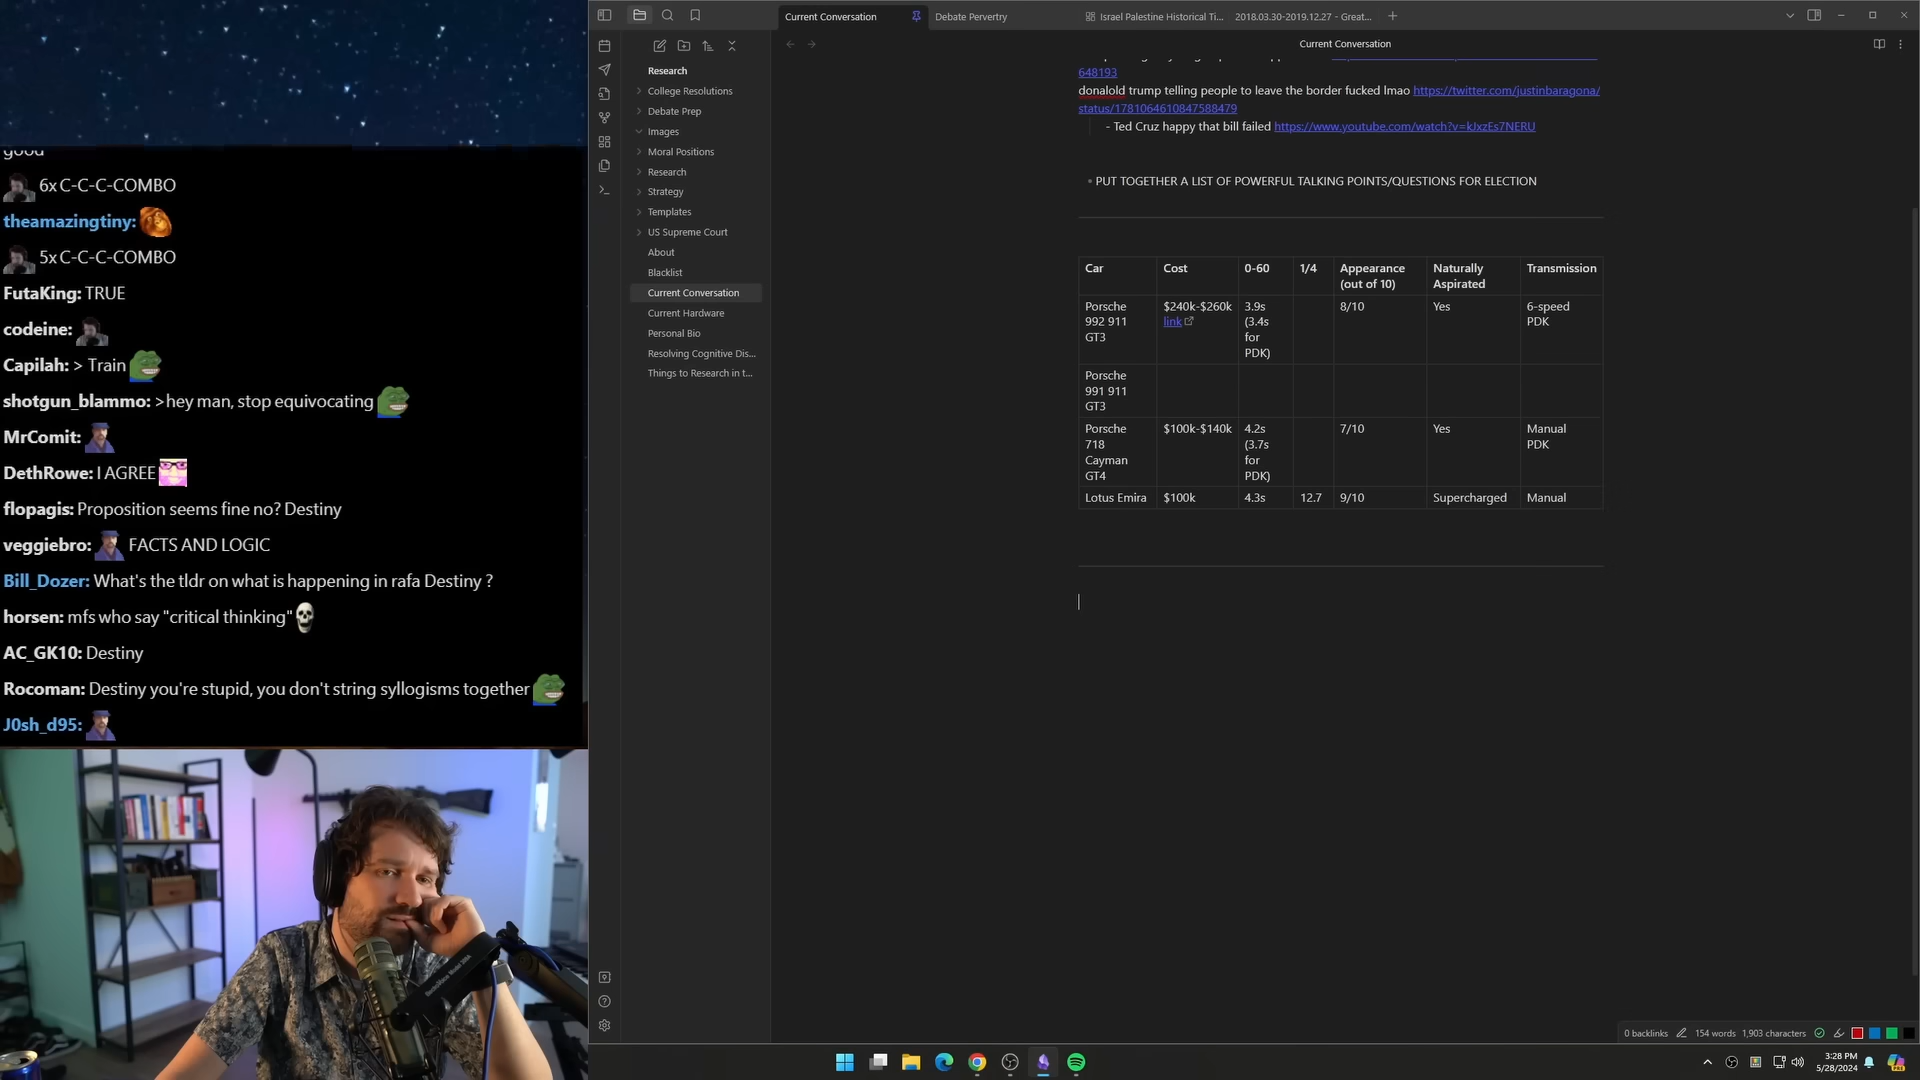 good
6x C-C-C-COMBO
theamazingtiny:
5x C-C-C-COMBO
FutaKing: TRUE
codeine:
Capilah: > Train
shotgun_blammo: >hey man, stop equivocating
MrComit:
DethRowe: I AGREE
flopagis: Proposition seems fine no? Destiny
veggiebro: FACTS AND LOGIC
Bill_Dozer: What's the tldr on what is happening in rafa Destiny ?
horsen: mfs who say "critical thinking"
AC_GK10: Destiny
Rocoman: Destiny you're stupid, you don't string syllogisms together
J0sh_d95:
Research
College Resolutions
Debate Prep
Images
Moral Positions
Research
Strategy
Templates
US Supreme Court
About
Blacklist
Current Conversation
Current Hardware
Personal Bio
Resolving Cognitive Dis...
Things to Research in t...
Current Conversation
Debate Pervertry
Israel Palestine Historical Ti...
2018.03.30-2019.12.27 - Great...
Current Conversation
648193
donalold trump telling people to leave the border fucked lmao https://twitter.com/justinbaragona/
status/1781064610847588479
- Ted Cruz happy that bill failed https://www.youtube.com/watch?v=kJxzEs7NERU
PUT TOGETHER A LIST OF POWERFUL TALKING POINTS/QUESTIONS FOR ELECTION
Car Cost 0-60 1/4 Appearance (out of 10) Naturally Aspirated Transmission
Porsche 992 911 GT3 $240k-$260k link 3.9s (3.4s for PDK) 8/10 Yes 6-speed PDK
Porsche 991 911 GT3
Porsche 718 Cayman GT4 $100k-$140k 4.2s (3.7s for PDK) 7/10 Yes Manual PDK
Lotus Emira $100k 4.3s 12.7 9/10 Supercharged Manual
0 backlinks 154 words 1,903 characters
3:28 PM
5/28/2024